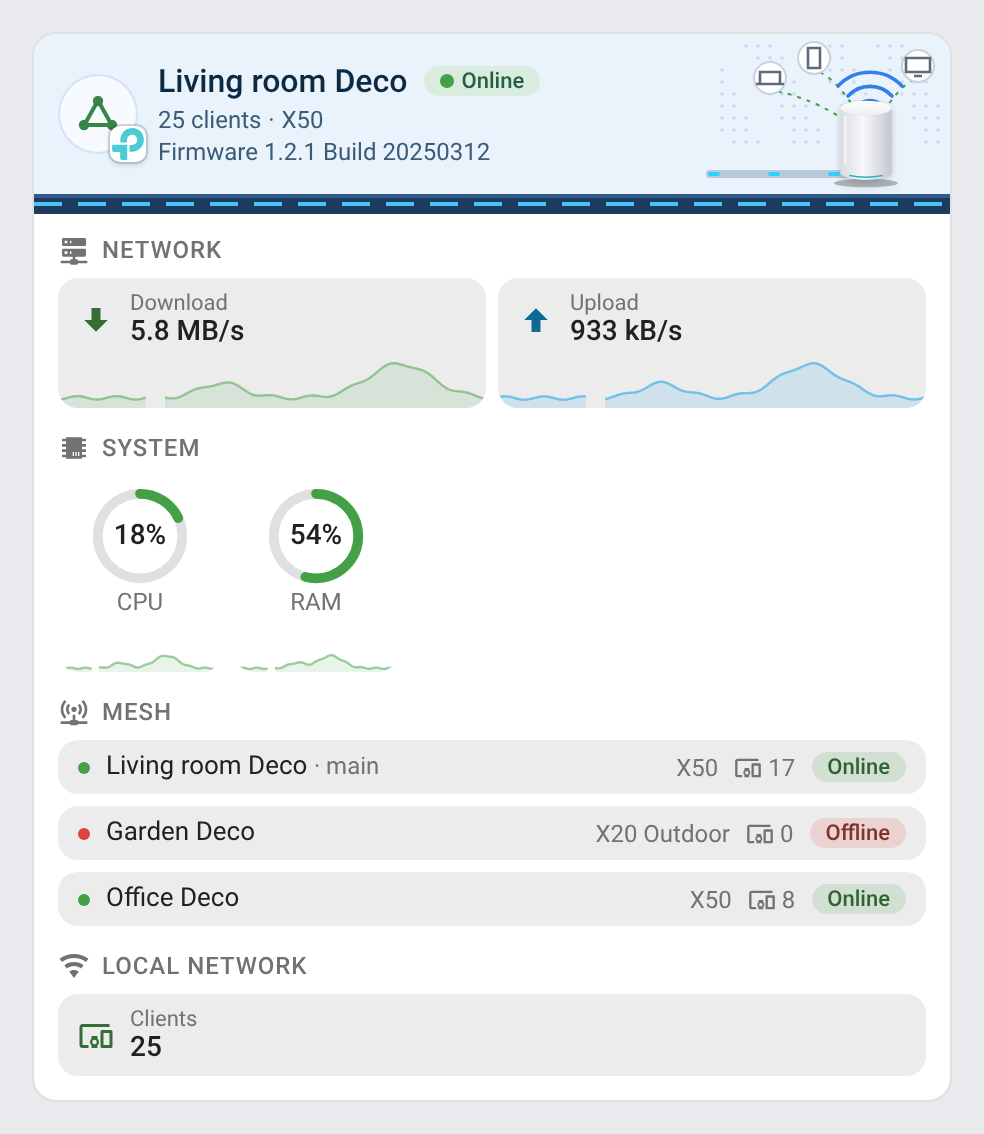 Living room Deco Online
25 clients · X50
Firmware 1.2.1 Build 20250312
NETWORK
Download
5.8 MB/s
Upload
933 kB/s
SYSTEM
18%
CPU
54%
RAM
MESH
Living room Deco · main X50 17 Online
Garden Deco X20 Outdoor 0 Offline
Office Deco X50 8 Online
LOCAL NETWORK
Clients
25